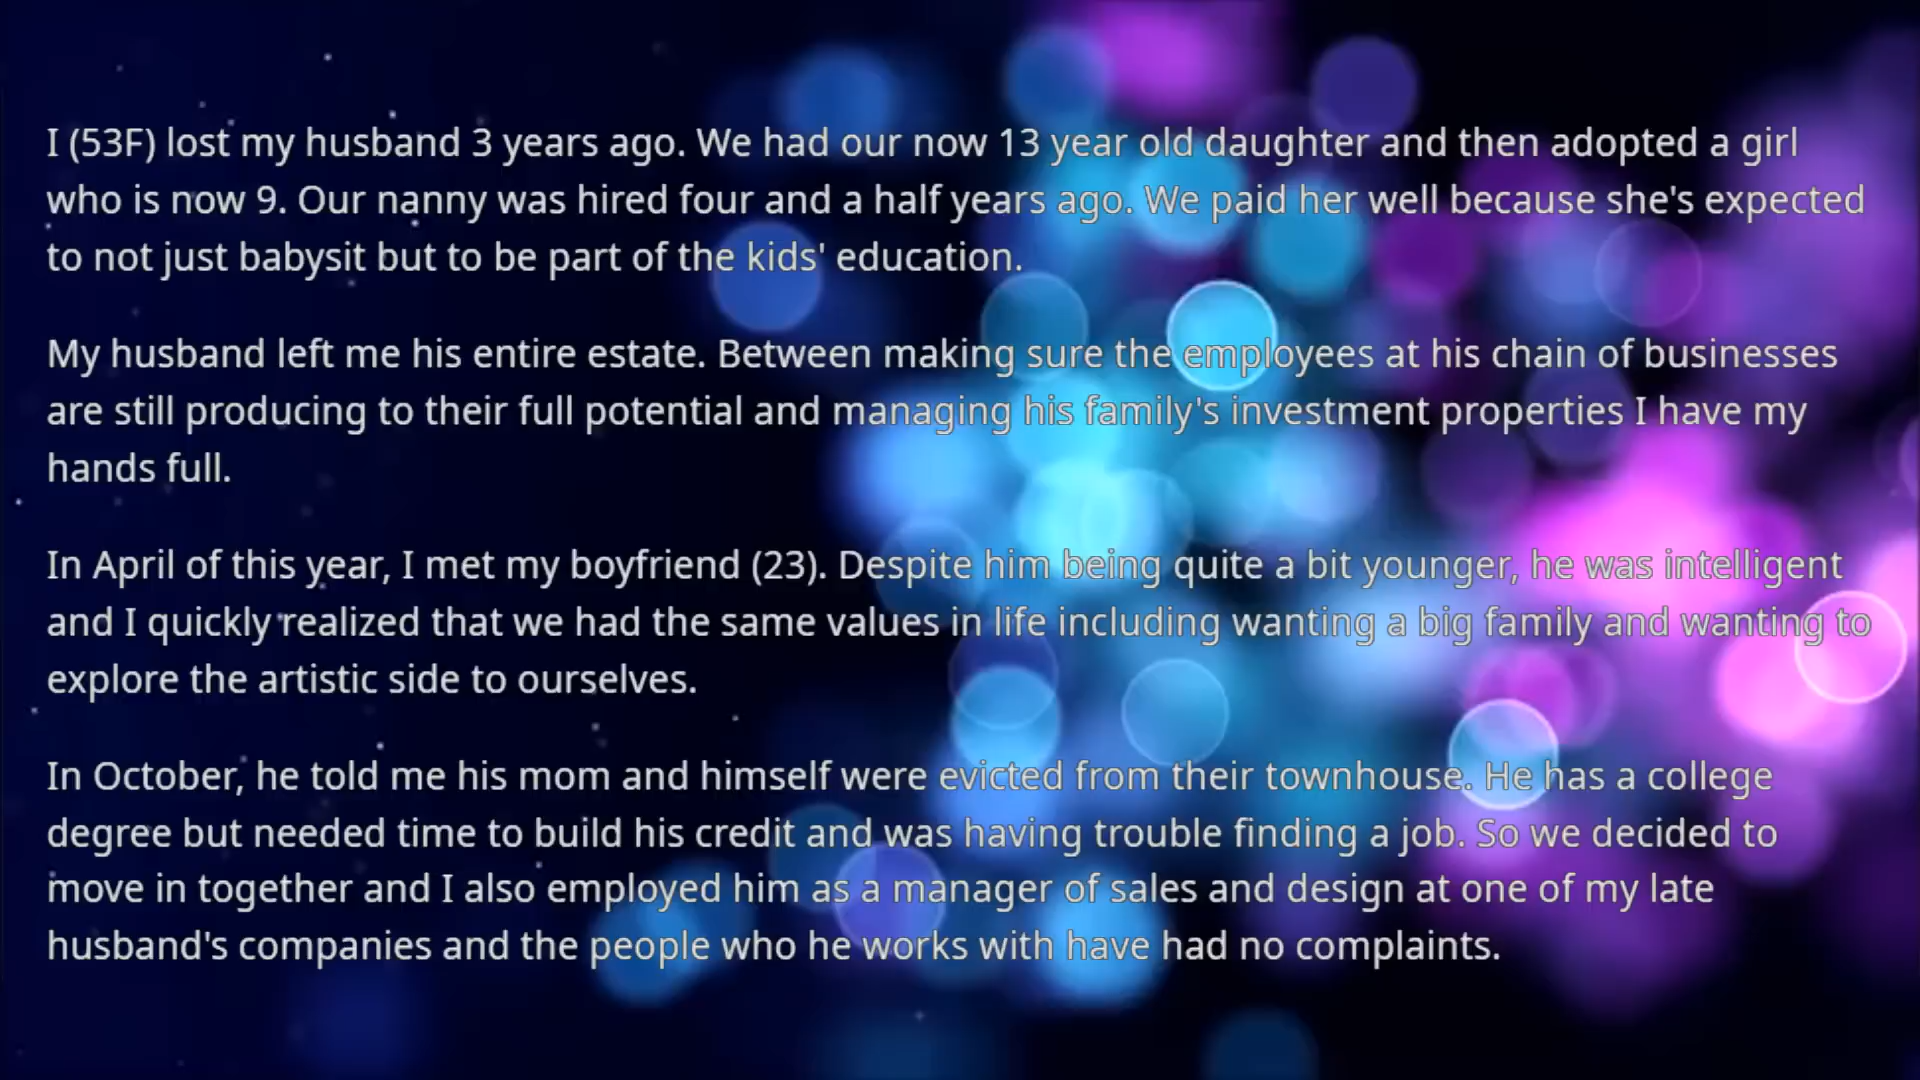 I (53F) lost my husband 3 years ago. We had our now 13 year old daughter and then adopted a girl
who is now 9. Our nanny was hired four and a half years ago. We paid her well because she's expected
to not just babysit but to be part of the kids' education.
My husband left me his entire estate. Between making sure the employees at his chain of businesses
are still producing to their full potential and managing his family's investment properties I have my
hands full.
In April of this year, I met my boyfriend (23). Despite him being quite a bit younger, he was intelligent
and I quickly realized that we had the same values in life including wanting a big family and wanting to
explore the artistic side to ourselves.
In October, he told me his mom and himself were evicted from their townhouse. He has a college
degree but needed time to build his credit and was having trouble finding a job. So we decided to
move in together and I also employed him as a manager of sales and design at one of my late
husband's companies and the people who he works with have had no complaints.